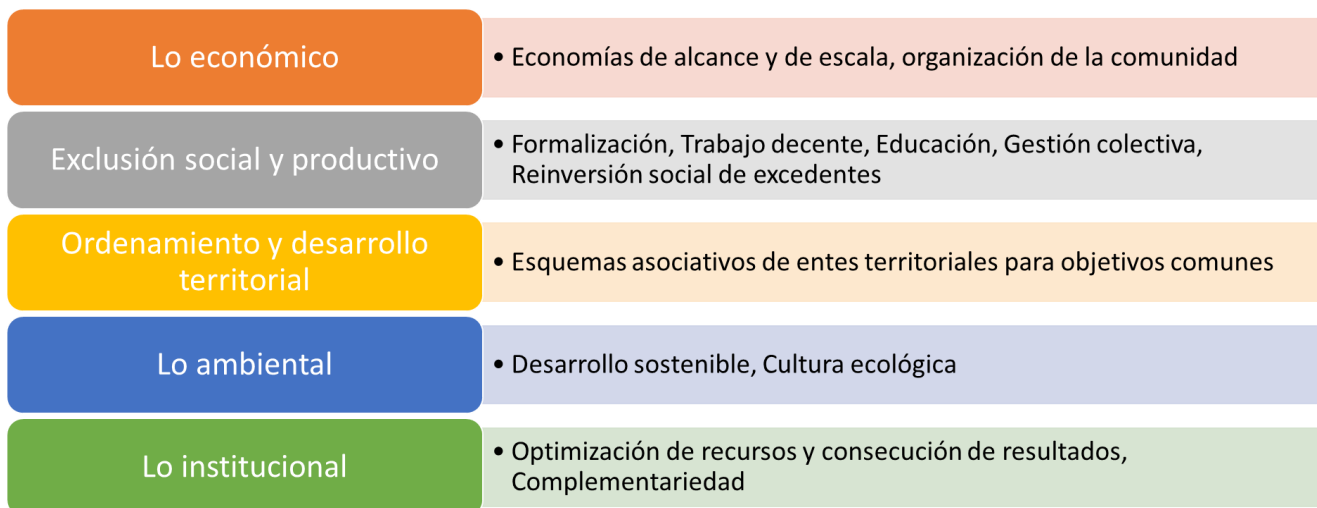 Lo económico
• Economías de alcance y de escala, organización de la comunidad
Exclusión social y productivo
• Formalización, Trabajo decente, Educación, Gestión colectiva,
Reinversión social de excedentes
Ordenamiento y desarrollo
territorial
• Esquemas asociativos de entes territoriales para objetivos comunes
Lo ambiental
• Desarrollo sostenible, Cultura ecológica
Lo institucional
• Optimización de recursos y consecución de resultados,
Complementariedad